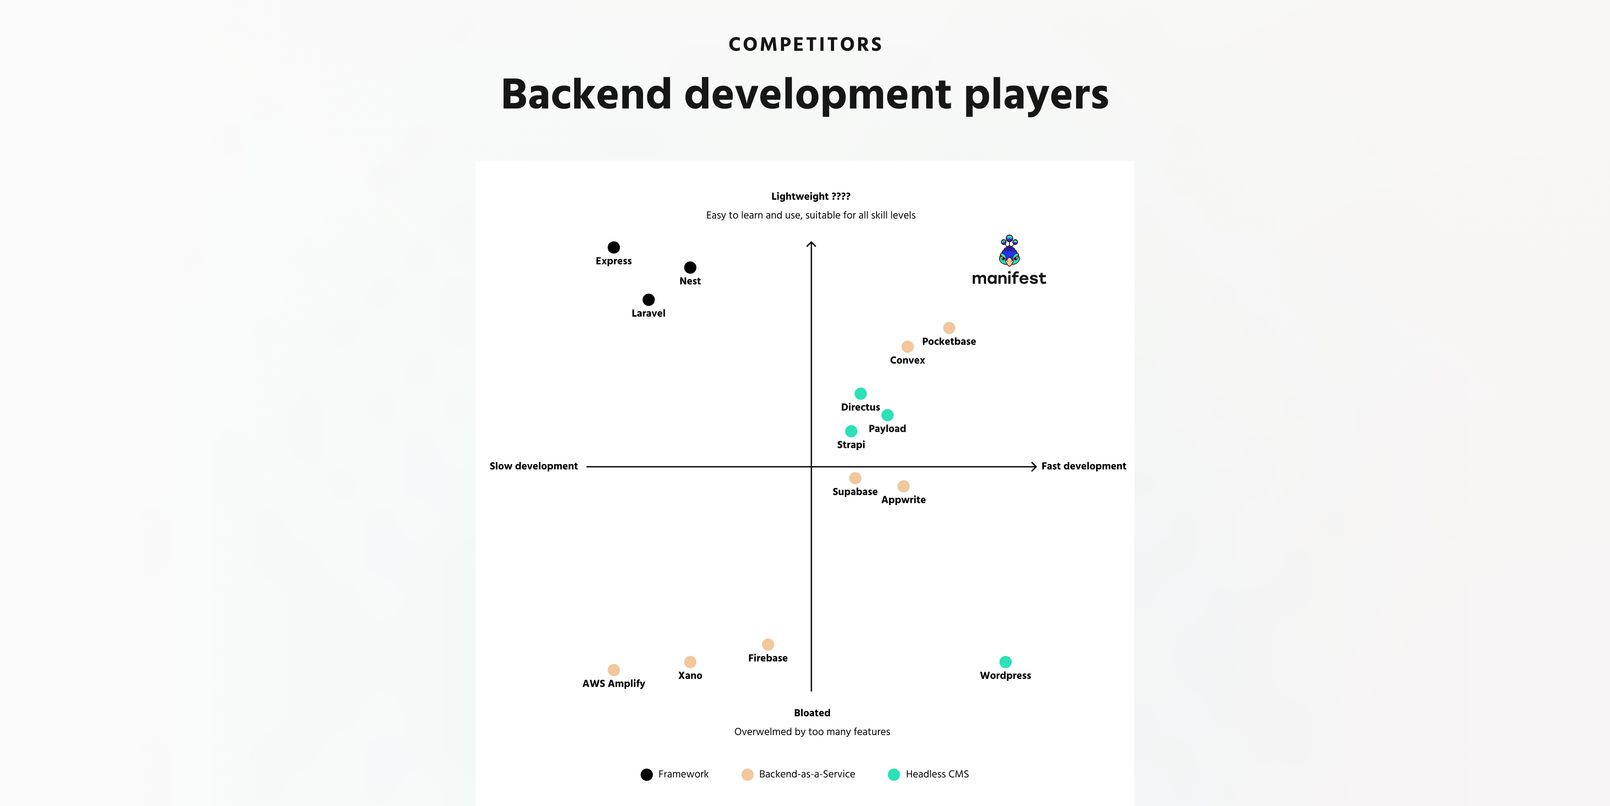 COMPETITORS
Backend development players
Lightweight ????
Easy to learn and use, suitable for all skill levels
Express
Nest
manifest
Laravel
Pocketbase
Convex
Directus
Payload
Strapi
Slow development
Fast development
Supabase
Appwrite
Firebase
Xano
Wordpress
AWS Amplify
Bloated
Overwelmed by too many features
Framework
Backend-as-a-Service
Headless CMS